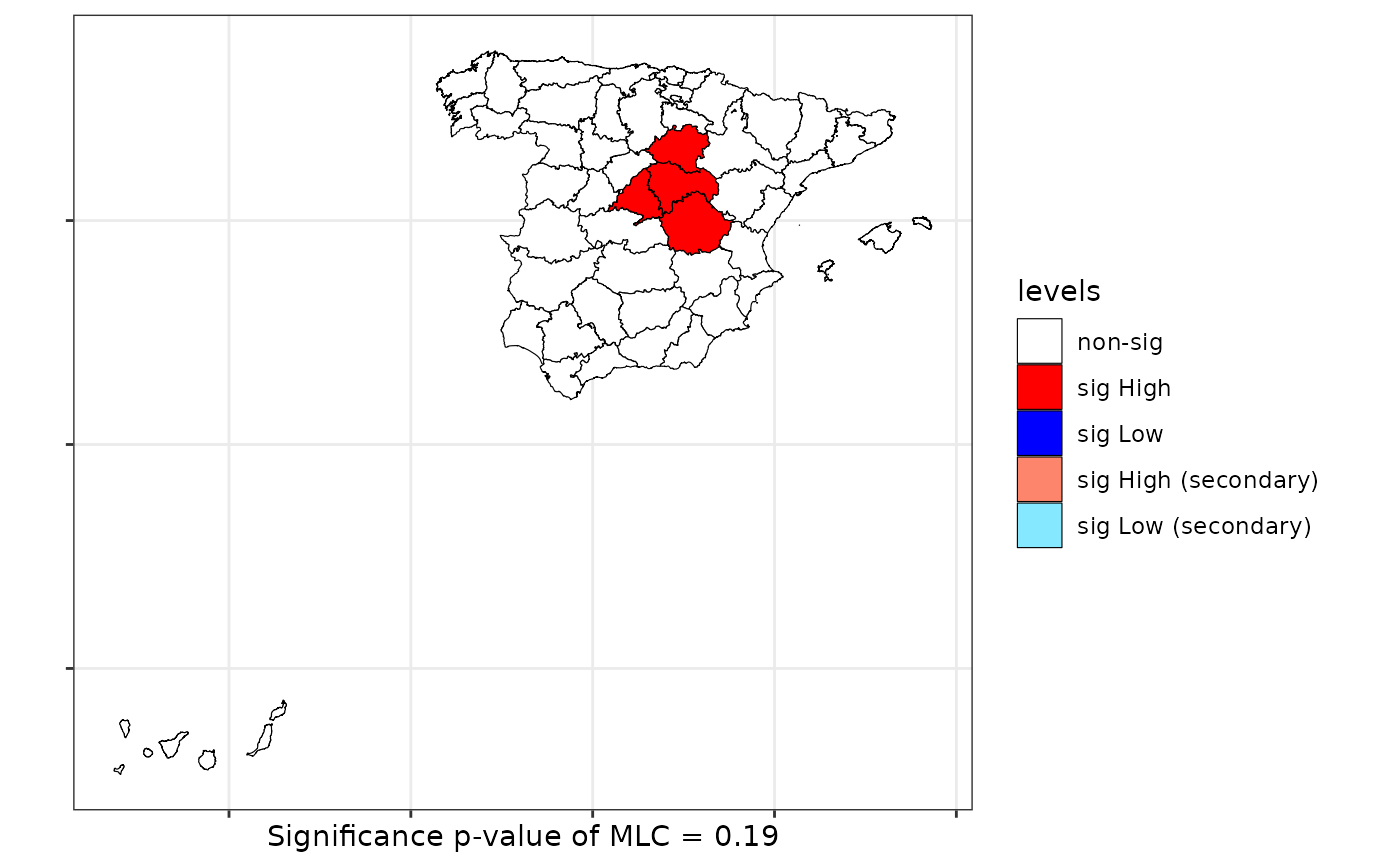 levels
non-sig
sig High
sig Low
sig High (secondary)
sig Low (secondary)
Significance p-value of MLC = 0.19